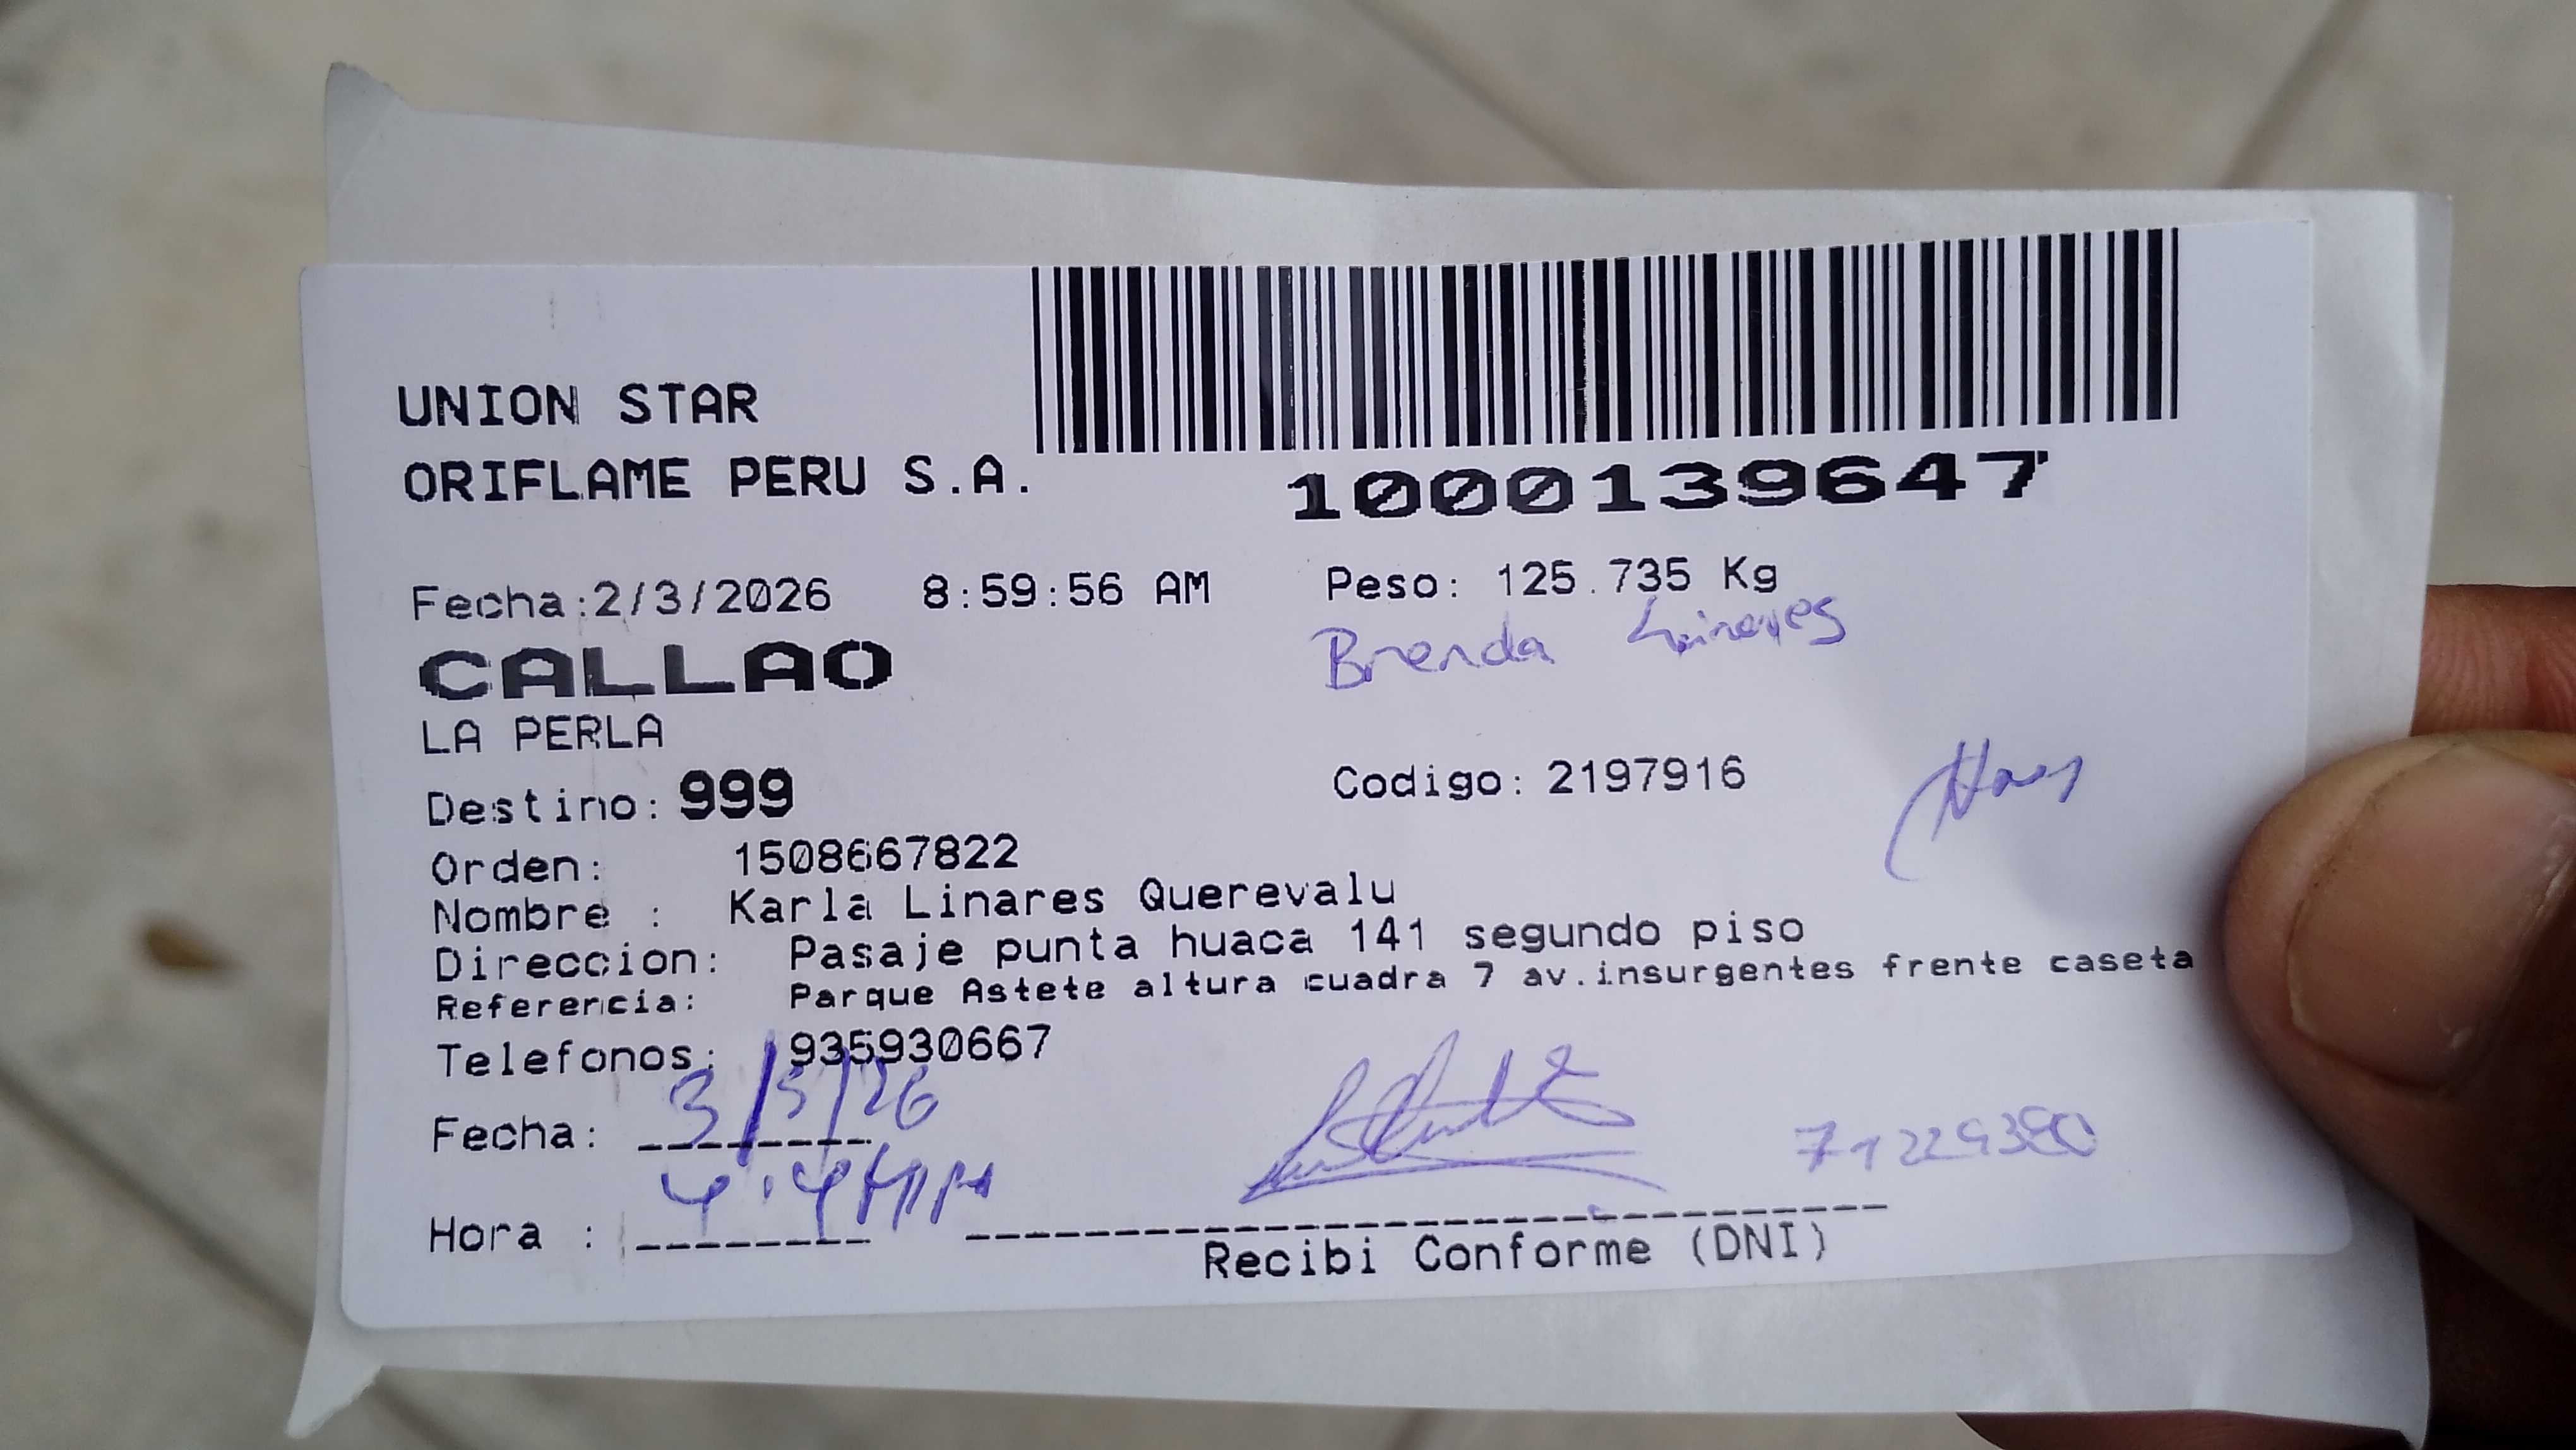 UNION STAR
ORIFLAME PERU S.A.
1000139647
Fecha:2/3/2026 8:59:56 AM Peso: 125.735 Kg
CALLAO
Brenda Linares
LA PERLA
Destino: 999 Codigo: 2197916
Orden: 1508667822
Nombre : Karla Linares Querevalu
Direccion: Pasaje punta huaca 141 segundo piso
Referencia: Parque Astete altura cuadra 7 av.insurgentes frente caseta
Telefonos: 935930667
Fecha: 3/3/26
71229380
Hora :
Recibi Conforme (DNI)